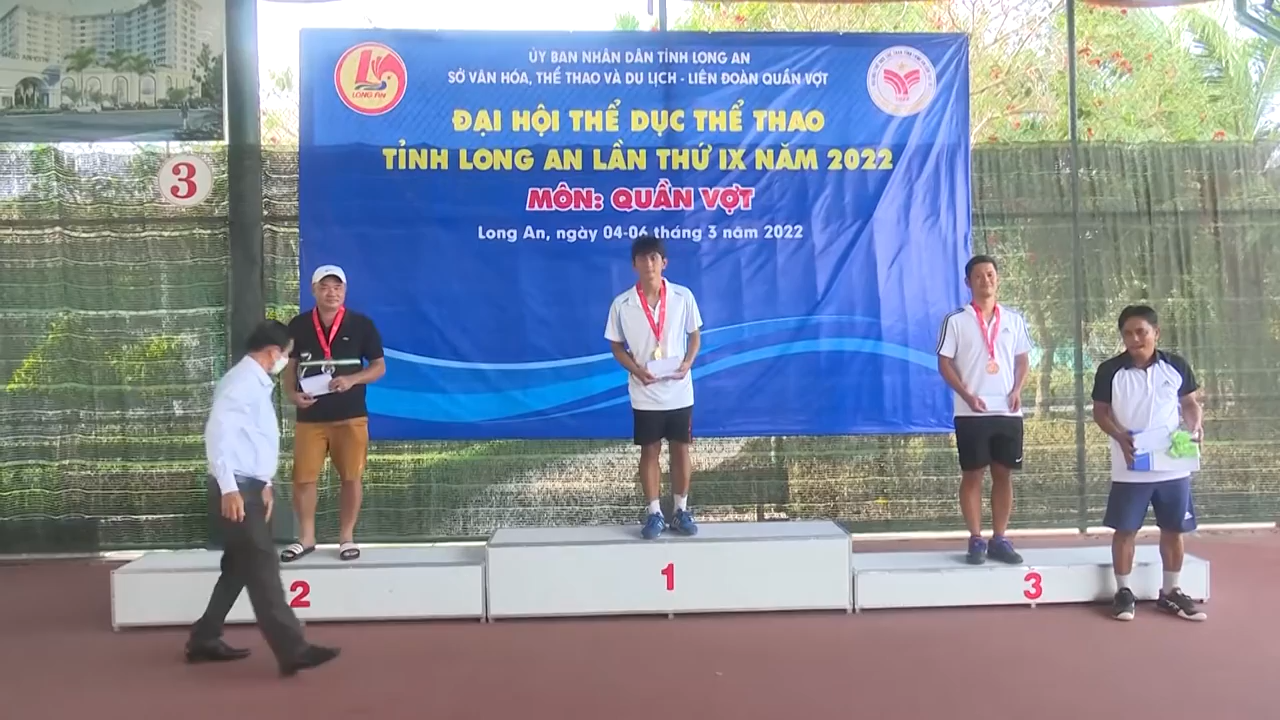 ỦY BAN NHÂN DÂN TỈNH LONG AN
SỞ VĂN HÓA, THỂ THAO VÀ DU LỊCH - LIÊN ĐOÀN QUẦN VỢT
LONG AN
ĐẠI HỘI THỂ DỤC THỂ THAO
TỈNH LONG AN LẦN THỨ IX NĂM 2022
MÔN: QUẦN VỢT
Long An, ngày 04-06 tháng 3 năm 2022
3
2
1
3